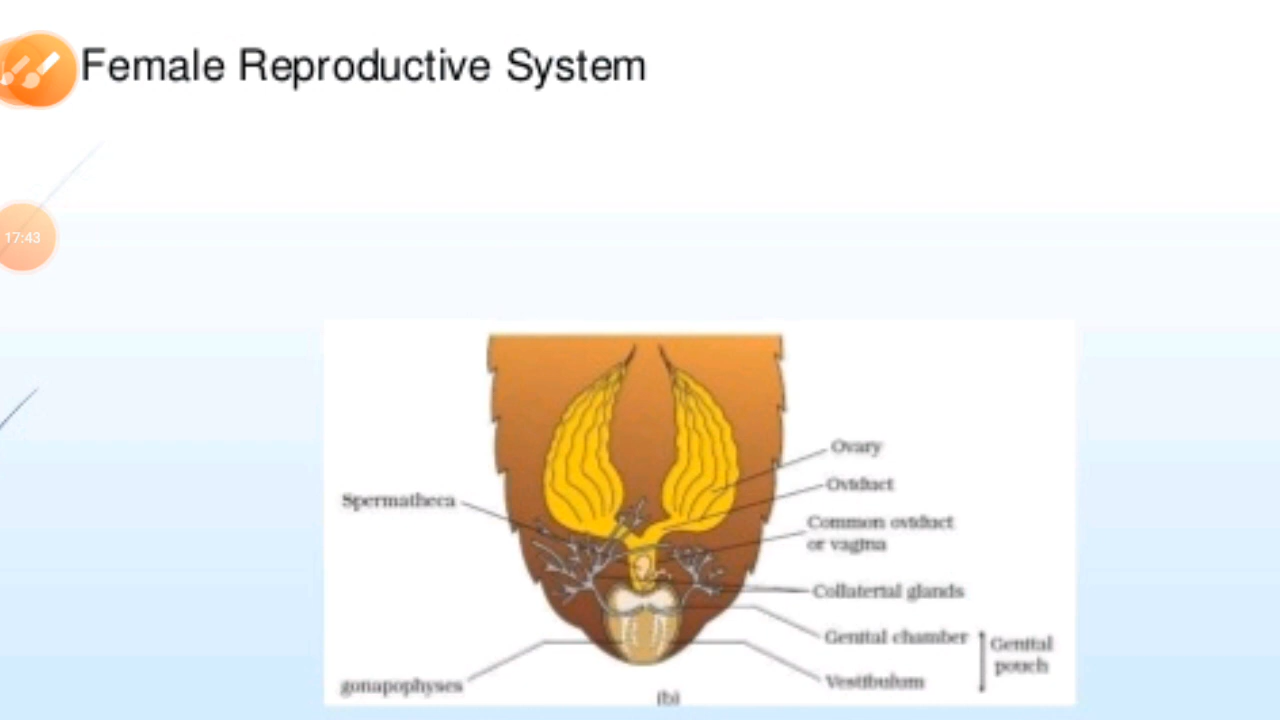 Female Reproductive System
17:43
Ovary
Oviduct
Spermatheca
Common oviduct
or vagina
Collaterial glands
Genital chamber
Genital
pouch
Vestibulum
gonapophyses
(b)